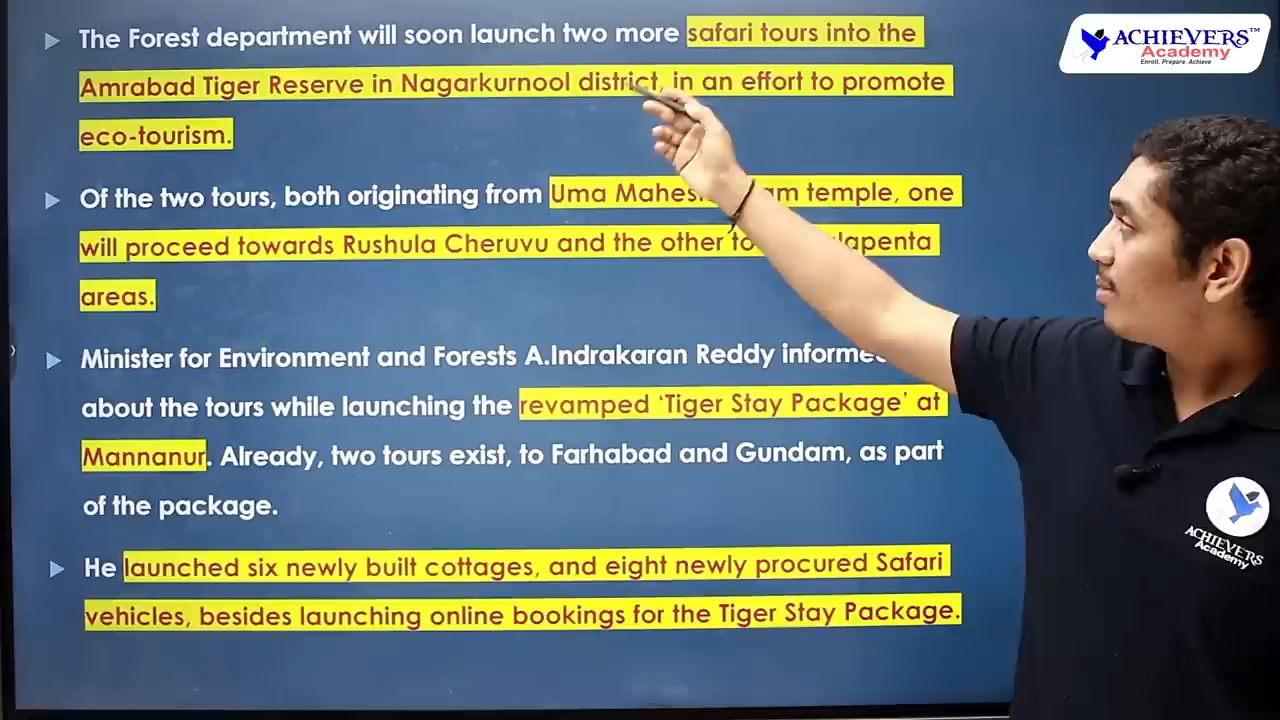 The Forest department will soon launch two more safari tours into the
Amrabad Tiger Reserve in Nagarkurnool district, in an effort to promote
eco-tourism.
Of the two tours, both originating from Uma temple, one
will proceed towards Rushula Cheruvu and the other
areas.
Minister for Environment and Forests A.Indrakaran Reddy
about the tours while launching the revamped ‘Tiger Stay Package’ at
Mannanur. Already, two tours exist, to Farhabad and Gundam, as part
of the package.
He launched six newly built cottages, and eight newly procured Safari
vehicles, besides launching online bookings for the Tiger Stay Package.
ACHIEVERS™
Academy
Enroll. Prepare. Achieve
ACHIEVERS
Academy